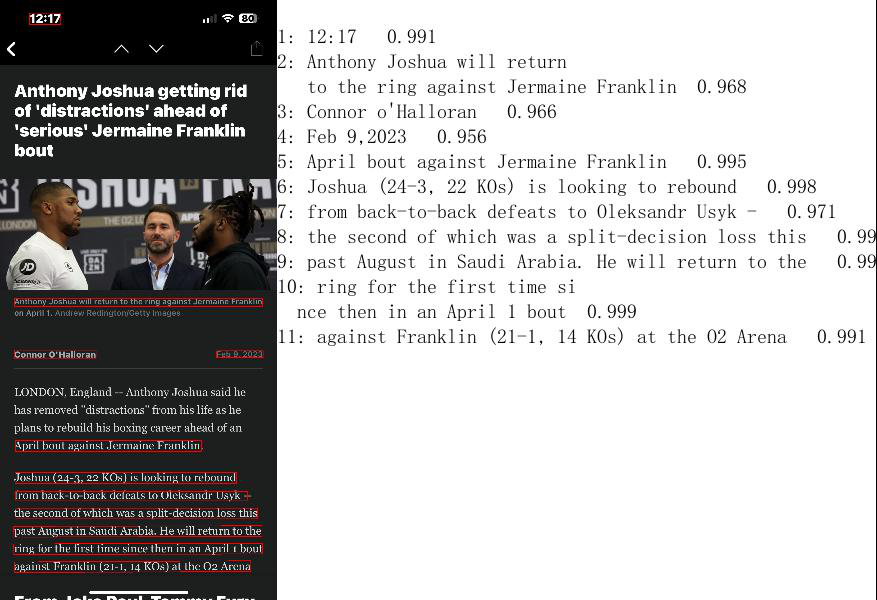 12:17
80
Anthony Joshua getting rid
of 'distractions' ahead of
'serious' Jermaine Franklin
bout
JOSHUA FRA
JD
LIVE ON
DAZN
Anthony Joshua will return to the ring against Jermaine Franklin
on April 1. Andrew Redington/Getty Images
Connor O'Halloran
Feb 9, 2023
LONDON, England -- Anthony Joshua said he
has removed "distractions" from his life as he
plans to rebuild his boxing career ahead of an
April bout against Jermaine Franklin.
Joshua (24-3, 22 KOs) is looking to rebound
from back-to-back defeats to Oleksandr Usyk --
the second of which was a split-decision loss this
past August in Saudi Arabia. He will return to the
ring for the first time since then in an April 1 bout
against Franklin (21-1, 14 KOs) at the O2 Arena
From Jake Paul, Tommy Fury
1: 12:17 0.991
2: Anthony Joshua will return
to the ring against Jermaine Franklin 0.968
3: Connor o'Halloran 0.966
4: Feb 9,2023 0.956
5: April bout against Jermaine Franklin 0.995
6: Joshua (24-3, 22 KOs) is looking to rebound 0.998
7: from back-to-back defeats to Oleksandr Usyk - 0.971
8: the second of which was a split-decision loss this 0.99
9: past August in Saudi Arabia. He will return to the 0.99
10: ring for the first time si
nce then in an April 1 bout 0.999
11: against Franklin (21-1, 14 KOs) at the O2 Arena 0.991